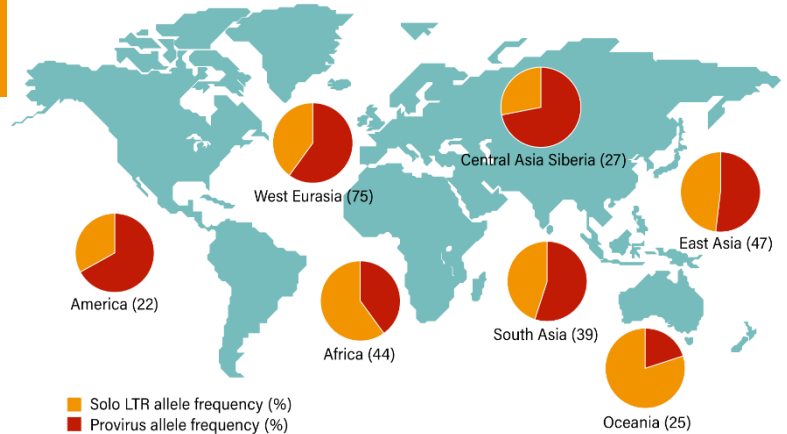 Central Asia Siberia (27)
West Eurasia (75)
East Asia (47)
America (22)
South Asia (39)
Africa (44)
Oceania (25)
Solo LTR allele frequency (%)
Provirus allele frequency (%)